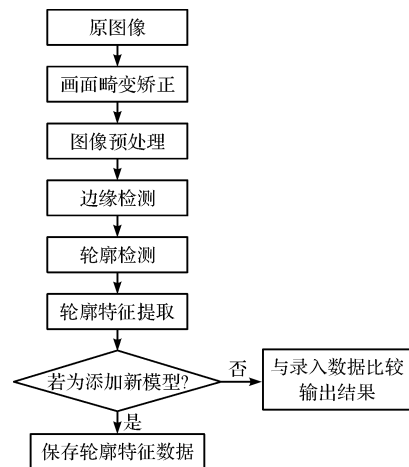 原图像
画面畸变矫正
图像预处理
边缘检测
轮廓检测
轮廓特征提取
若为添加新模型?
否
与录入数据比较
输出结果
是
保存轮廓特征数据